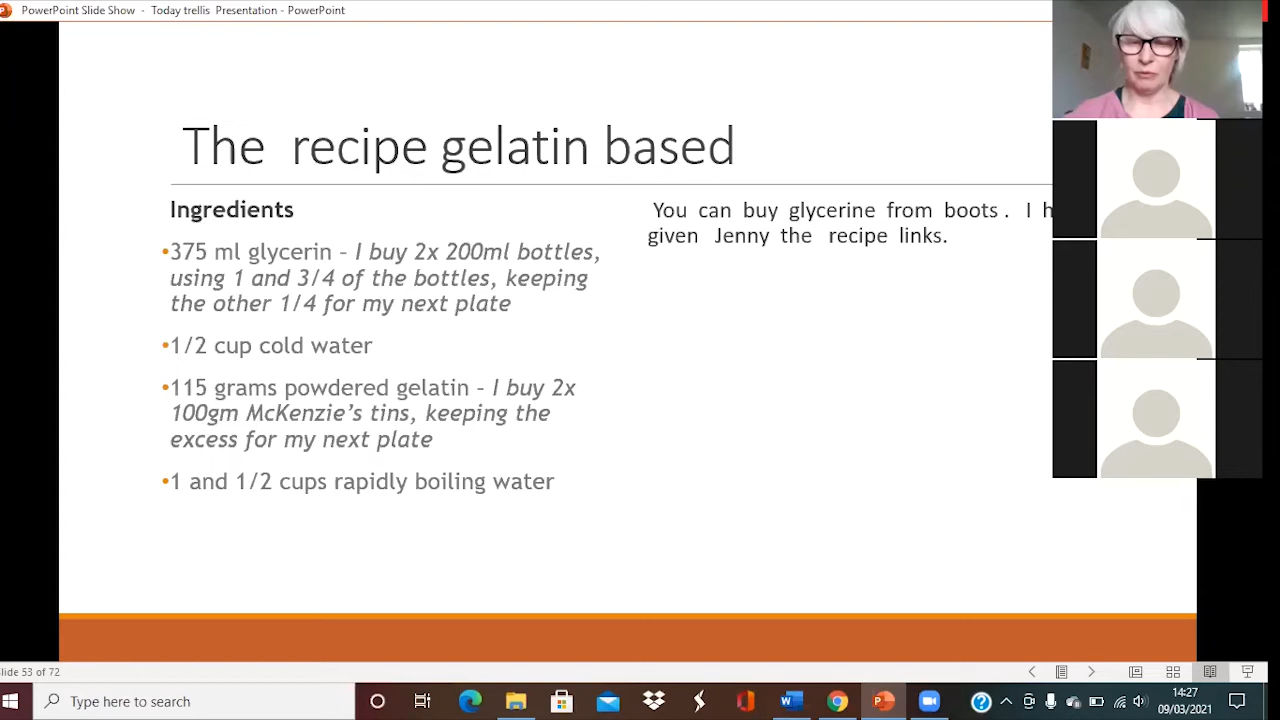 PowerPoint Slide Show - Today trellis Presentation - PowerPoint
The recipe gelatin based
Ingredients
•375 ml glycerin – I buy 2x 200ml bottles,
using 1 and 3/4 of the bottles, keeping
the other 1/4 for my next plate
•1/2 cup cold water
•115 grams powdered gelatin – I buy 2x
100gm McKenzie's tins, keeping the
excess for my next plate
•1 and 1/2 cups rapidly boiling water
You can buy glycerine from boots . I
given Jenny the recipe links.
Slide 53 of 72
Type here to search
14:27
09/03/2021